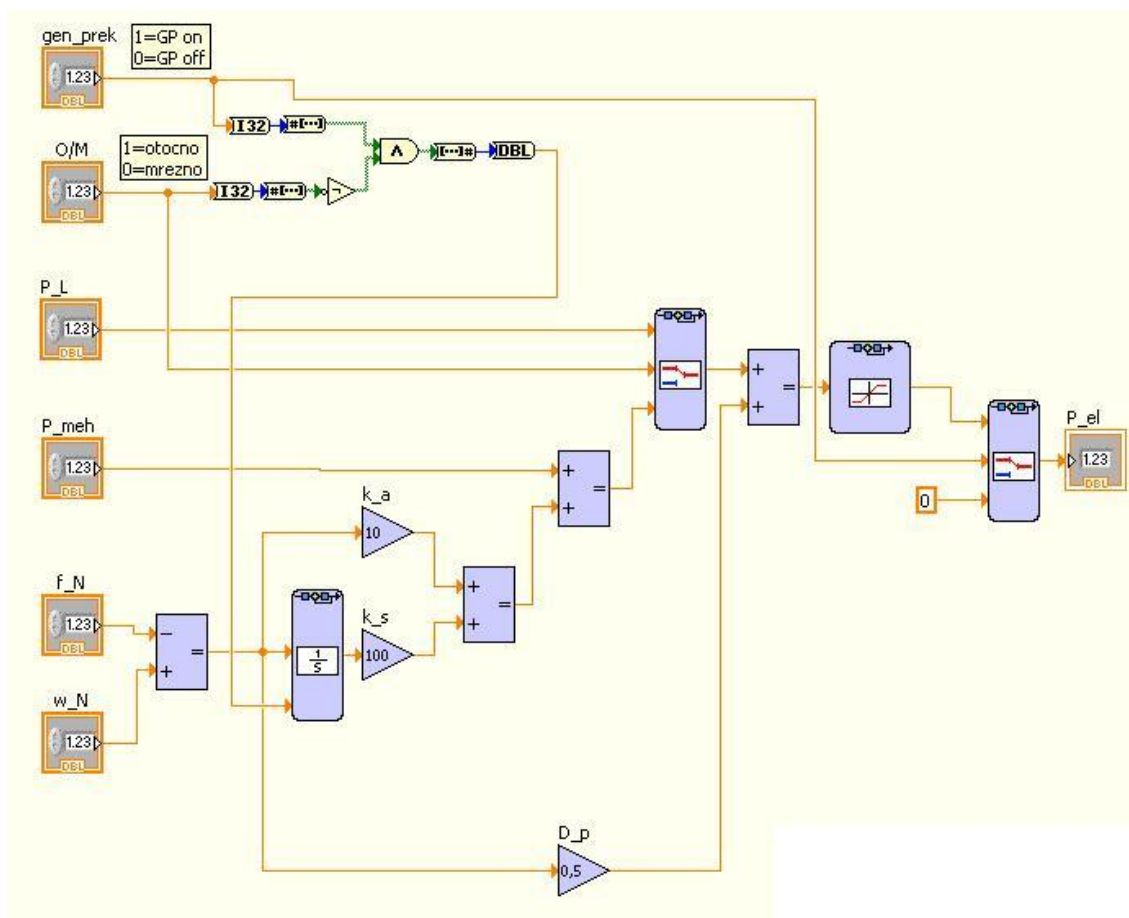 gen_prek
1=GP on
0=GP off
1.23
DBL
I32
#[...]
O/M
1=otocno
0=mrezno
Λ
[...]#
DBL
1.23
DBL
I32
#[...]
¬
P_L
1.23
DBL
+
=
+
P_meh
1.23
DBL
+
=
+
P_el
1.23
DBL
k_a
10
0
f_N
1.23
DBL
-
=
+
1
S
k_s
100
+
=
+
w_N
1.23
DBL
D_p
0,5